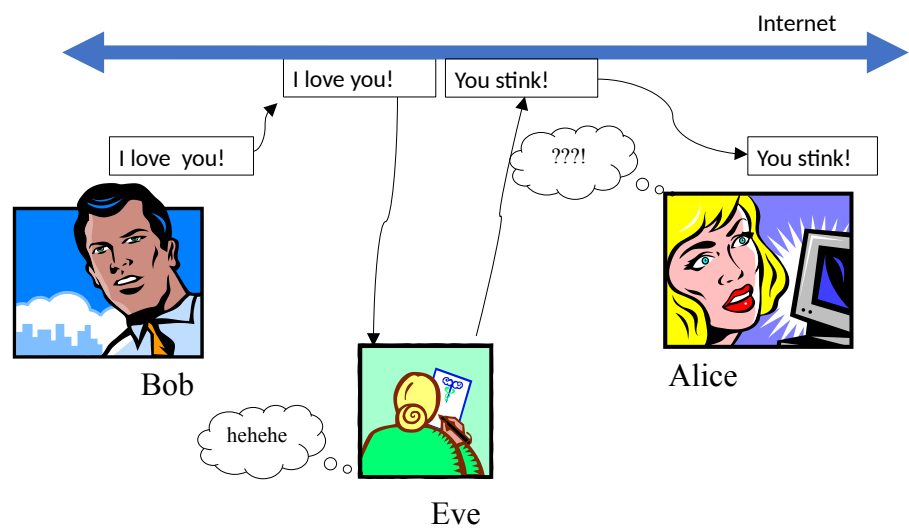 Internet
I love you!
You stink!
I love  you!
???!
You stink!
Bob
Alice
hehehe
Eve